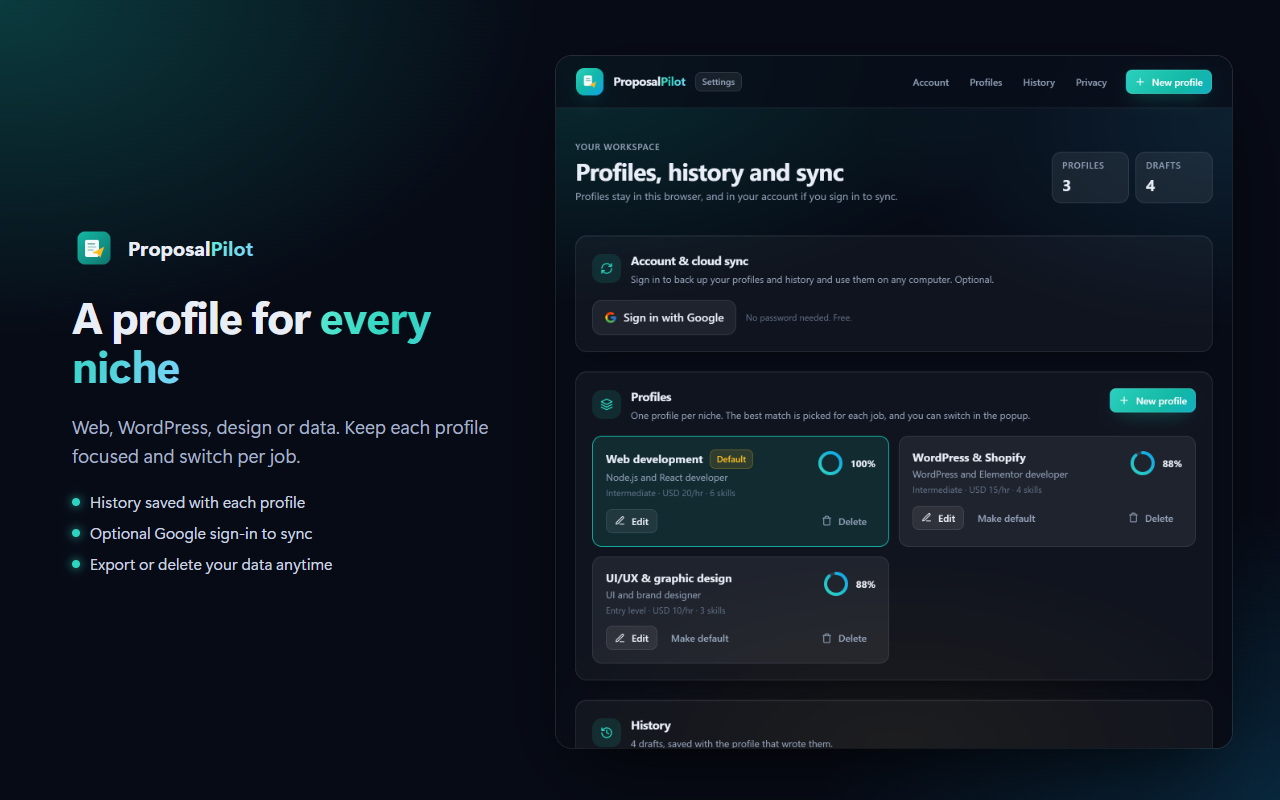 ProposalPilot
A profile for every
niche
Web, WordPress, design or data. Keep each profile
focused and switch per job.
History saved with each profile
Optional Google sign-in to sync
Export or delete your data anytime
ProposalPilot Settings Account Profiles History Privacy + New profile
YOUR WORKSPACE
Profiles, history and sync
Profiles stay in this browser, and in your account if you sign in to sync.
PROFILES DRAFTS
3 4
Account & cloud sync
Sign in to back up your profiles and history and use them on any computer. Optional.
Sign in with Google No password needed. Free.
Profiles
One profile per niche. The best match is picked for each job, and you can switch in the popup.
+ New profile
Web development Default 100%
Node.js and React developer
Intermediate · USD 20/hr · 6 skills
Edit Delete
WordPress & Shopify 88%
WordPress and Elementor developer
Intermediate · USD 15/hr · 4 skills
Edit Make default Delete
UI/UX & graphic design 88%
UI and brand designer
Entry level · USD 10/hr · 3 skills
Edit Make default Delete
History
4 drafts, saved with the profile that wrote them.